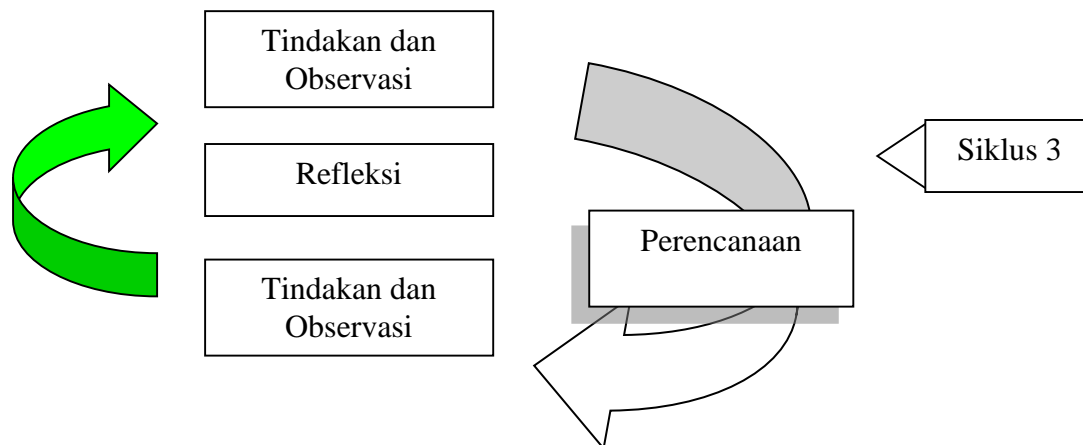 Tindakan dan
Observasi
Refleksi
Siklus 3
Perencanaan
Tindakan dan
Observasi